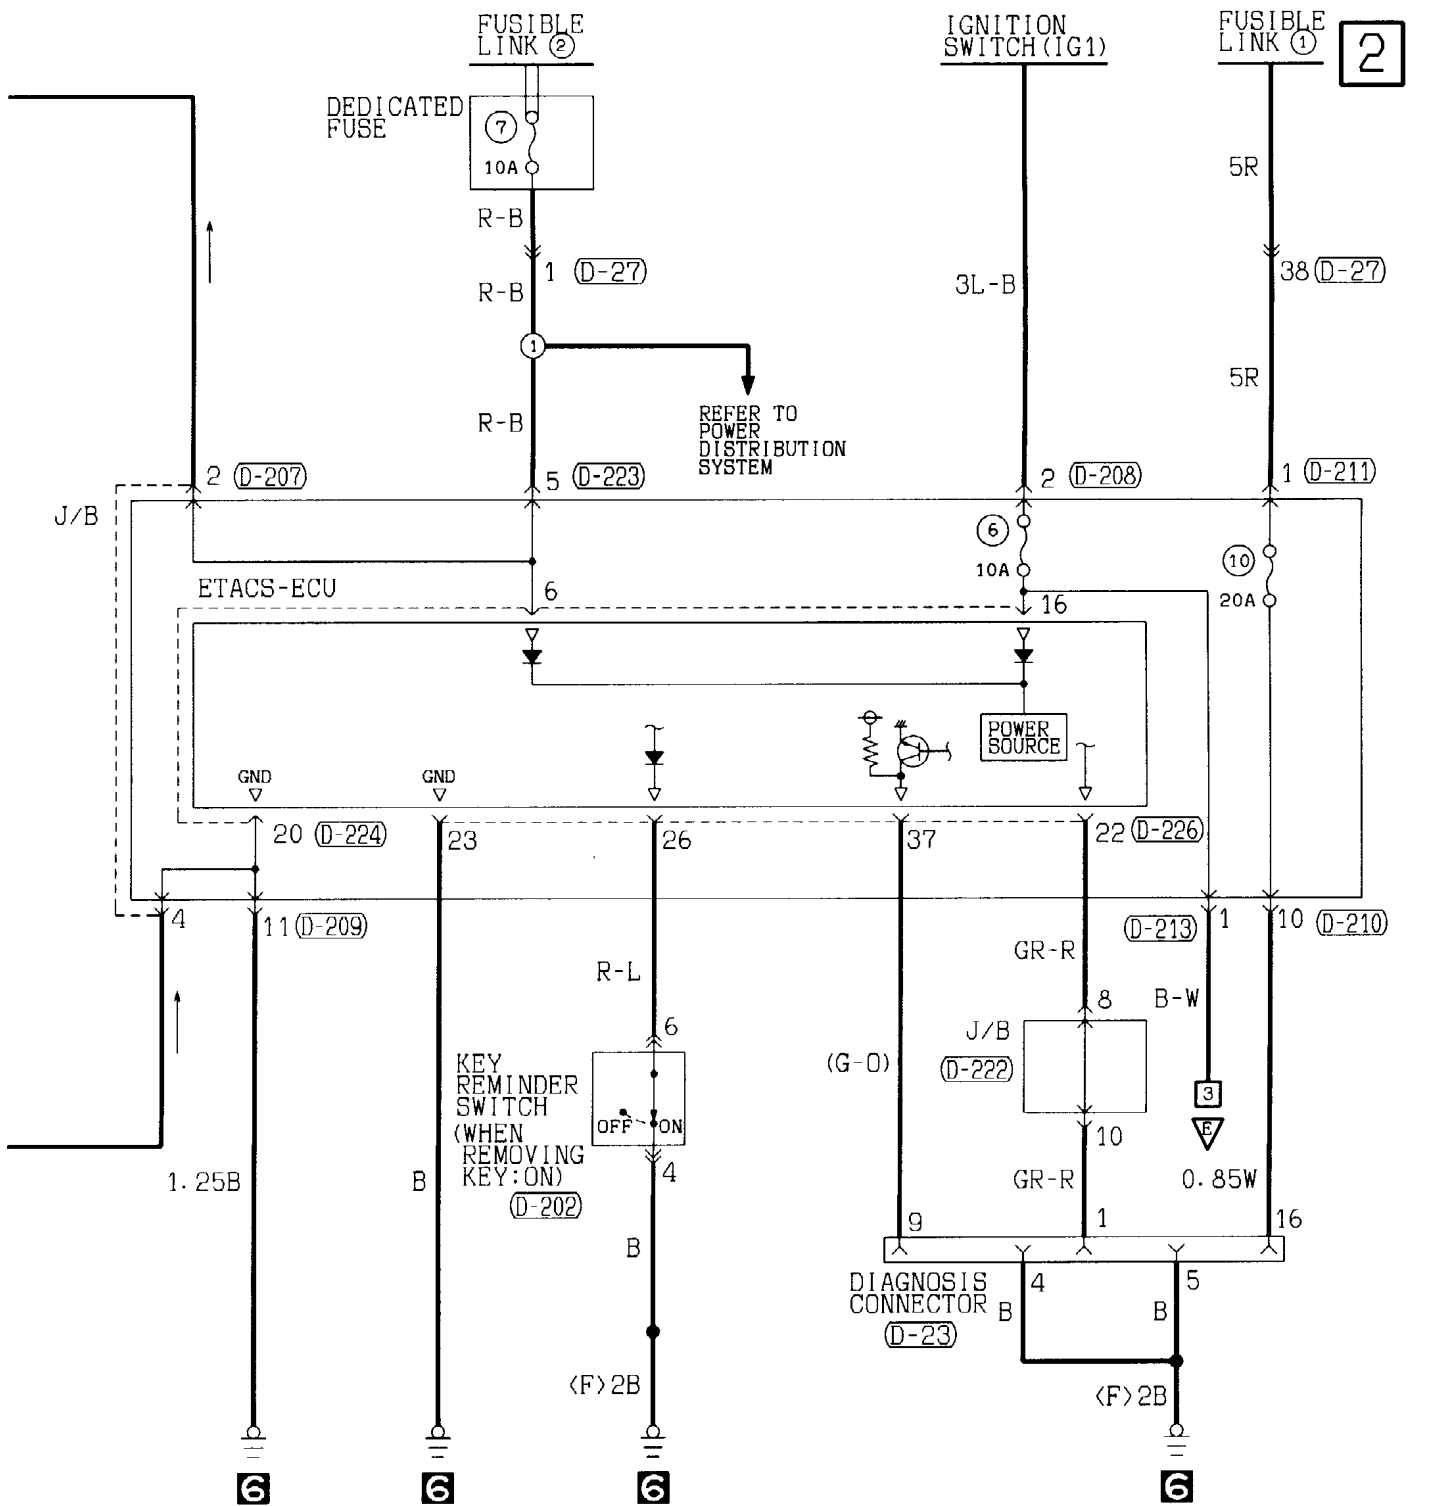 FUSIBLE
LINK ②
IGNITION
SWITCH(IG1)
FUSIBLE
LINK ①
2
DEDICATED
FUSE
7
10A
R-B
5R
1 (D-27)
38 (D-27)
R-B
3L-B
1
5R
R-B
REFER TO
POWER
DISTRIBUTION
SYSTEM
2 (D-207)
5 (D-223)
2 (D-208)
1 (D-211)
J/B
6
10A
10
20A
ETACS-ECU
6
16
POWER
SOURCE
GND
GND
20 (D-224)
23
26
37
22 (D-226)
4
11 (D-209)
(D-213) 1
10 (D-210)
GR-R
R-L
8
B-W
6
J/B
(D-222)
(G-O)
KEY
REMINDER
SWITCH
(WHEN
REMOVING
KEY:ON)
(D-202)
OFF
ON
3
E
10
4
1.25B
B
GR-R
0.85W
9
1
16
B
DIAGNOSIS
CONNECTOR
(D-23)
4
5
B
B
<F>2B
<F>2B
6
6
6
6